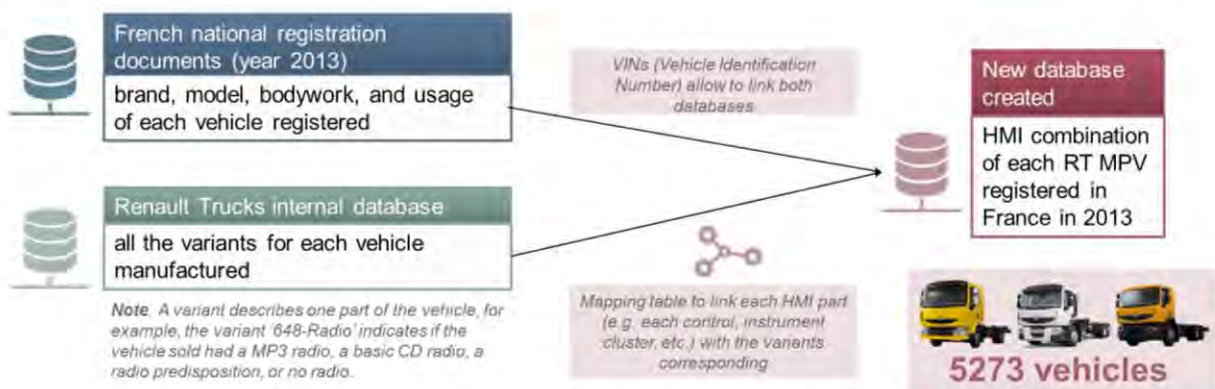 French national registration
documents (year 2013)
brand, model, bodywork, and usage
of each vehicle registered
Renault Trucks internal database
all the variants for each vehicle
manufactured
Note. A variant describes one part of the vehicle, for
example, the variant '648-Radio' indicates if the
vehicle sold had a MP3 radio, a basic CD radio, a
radio predisposition, or no radio.
VINs (Vehicle Identification
Number) allow to link both
databases
Mapping table to link each HMI part
(e.g. each control, instrument
cluster, etc.) with the variants
corresponding
New database
created
HMI combination
of each RT MPV
registered in
France in 2013
5273 vehicles